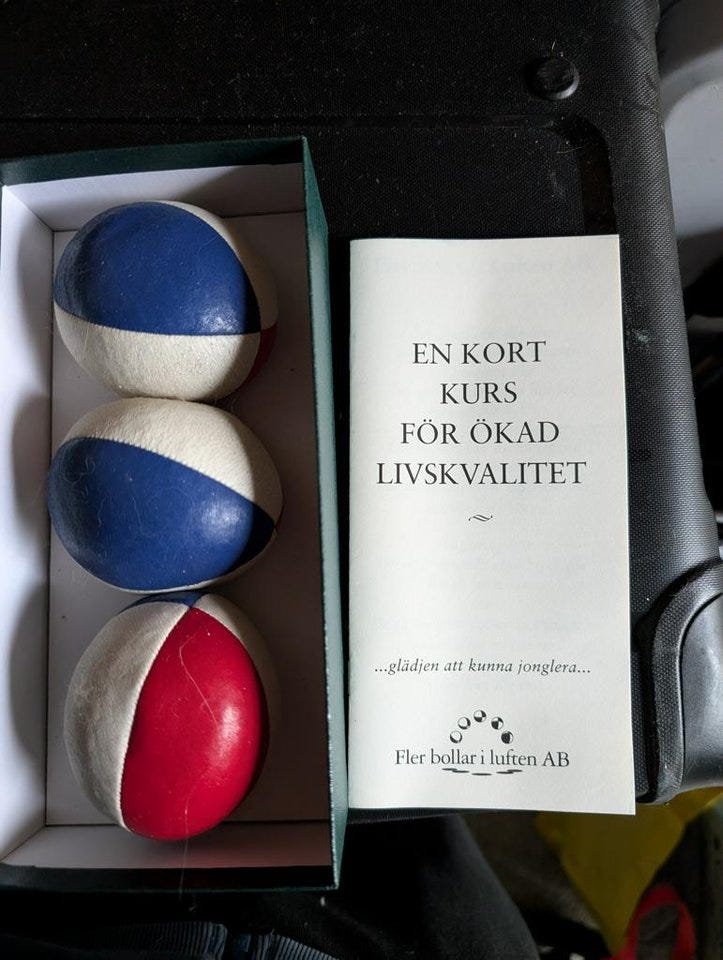 EN KORT
KURS
FÖR ÖKAD
LIVSKVALITET
...glädjen att kunna jonglera...
Fler bollar i luften AB